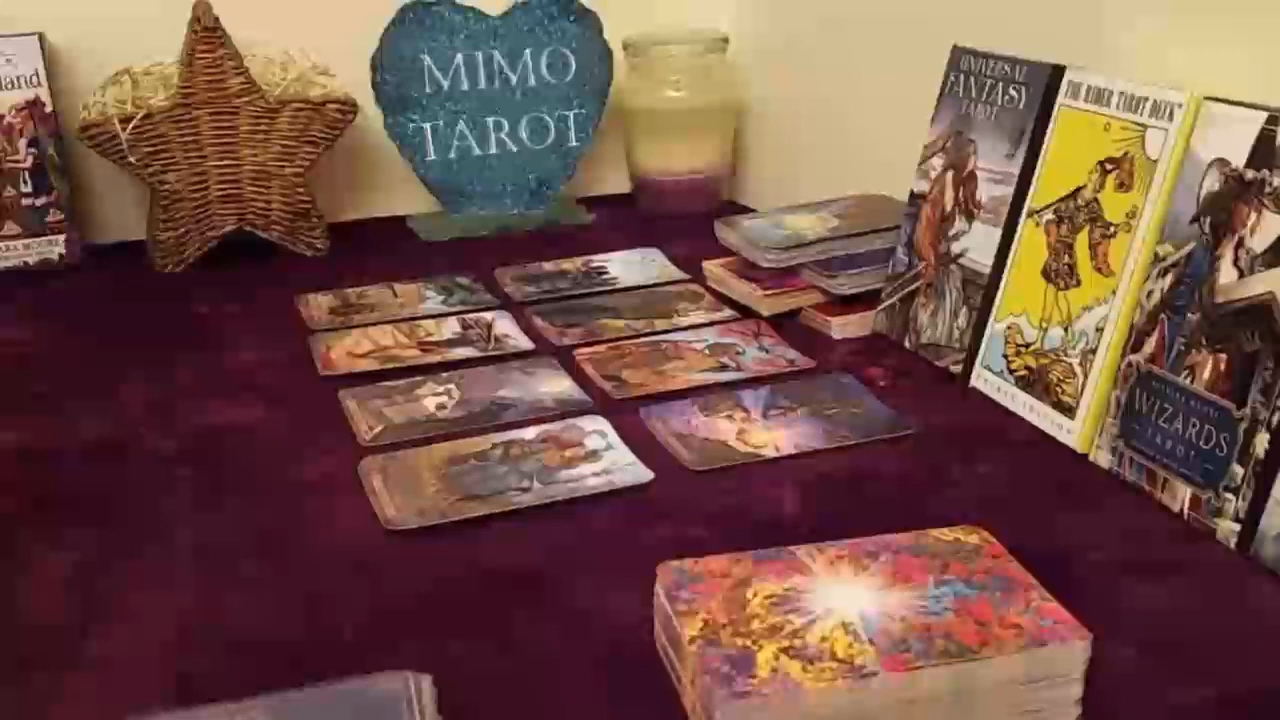 land
MIMO
TAROT
UNIVERSAL
FANTASY
TAROT
THE RIDER TAROT DECK
WIZARDS
TAROT